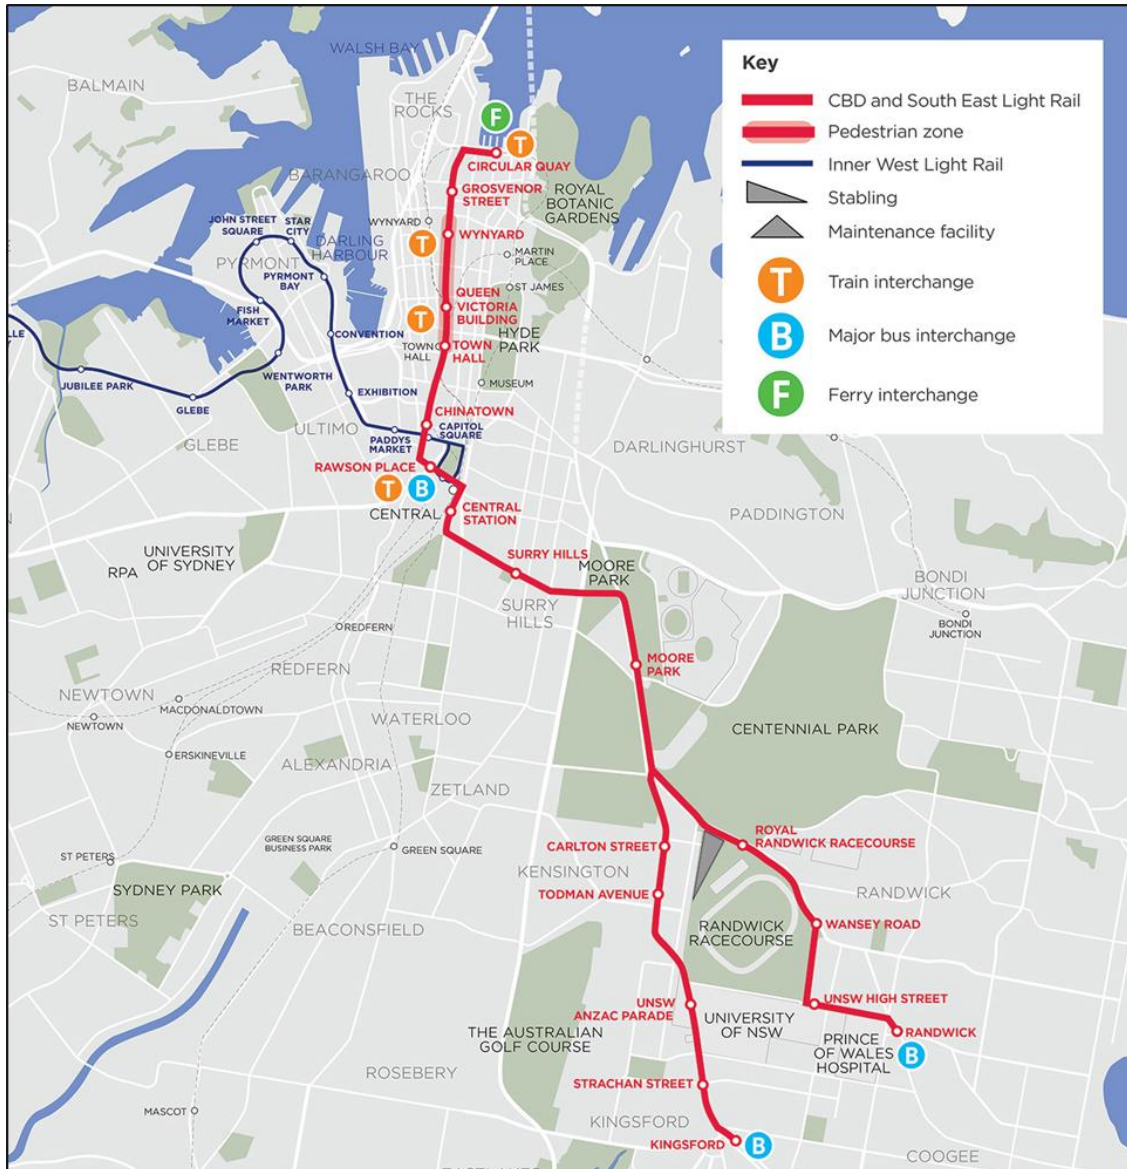 WALSH BAY
BALMAIN
THE
ROCKS
F
T
CIRCULAR QUAY
BARANGAROO
GROSVENOR
STREET
ROYAL
BOTANIC
GARDENS
JOHN STREET
SQUARE
STAR
CITY
WYNYARD
WYNYARD
DARLING
HARBOUR
T
PYRMONT
MARTIN
PLACE
PYRMONT
BAY
ST JAMES
QUEEN
VICTORIA
BUILDING
FISH
MARKET
T
HYDE
PARK
LLE
CONVENTION
TOWN
HALL
TOWN
HALL
WENTWORTH
PARK
JUBILEE PARK
MUSEUM
EXHIBITION
GLEBE
CHINATOWN
ULTIMO
GLEBE
PADDYS
MARKET
CAPITOL
SQUARE
DARLINGHURST
RAWSON PLACE
T
B
CENTRAL
CENTRAL
STATION
PADDINGTON
UNIVERSITY
OF SYDNEY
RPA
SURRY HILLS
MOORE
PARK
BONDI
JUNCTION
SURRY
HILLS
BONDI
JUNCTION
REDFERN
REDFERN
MOORE
PARK
NEWTOWN
MACDONALDTOWN
NEWTOWN
WATERLOO
CENTENNIAL PARK
ERSKINEVILLE
ALEXANDRIA
ZETLAND
GREEN SQUARE
BUSINESS PARK
ST PETERS
GREEN SQUARE
CARLTON STREET
ROYAL
RANDWICK RACECOURSE
KENSINGTON
SYDNEY PARK
TODMAN AVENUE
RANDWICK
ST PETERS
BEACONSFIELD
RANDWICK
RACECOURSE
WANSEY ROAD
UNSW
ANZAC PARADE
UNSW HIGH STREET
THE AUSTRALIAN
GOLF COURSE
UNIVERSITY
OF NSW
RANDWICK
PRINCE
OF WALES
HOSPITAL
B
ROSEBERY
STRACHAN STREET
MASCOT
KINGSFORD
KINGSFORD
B
COOGEE
Key
CBD and South East Light Rail
Pedestrian zone
Inner West Light Rail
Stabling
Maintenance facility
T Train interchange
B Major bus interchange
F Ferry interchange